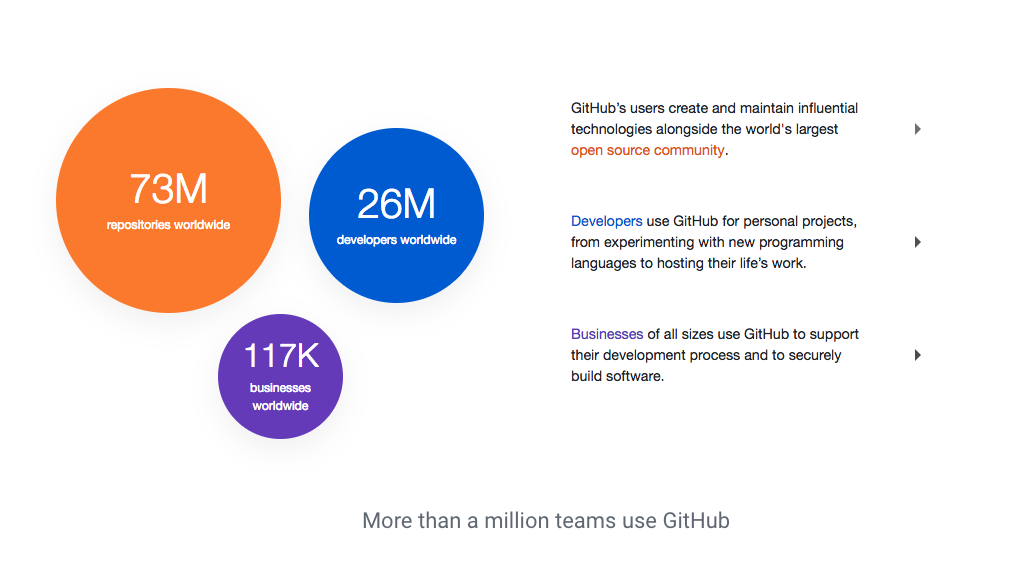 73M
repositories worldwide
26M
developers worldwide
117K
businesses
worldwide
GitHub’s users create and maintain influential
technologies alongside the world's largest
open source community.
Developers use GitHub for personal projects,
from experimenting with new programming
languages to hosting their life’s work.
Businesses of all sizes use GitHub to support
their development process and to securely
build software.
More than a million teams use GitHub